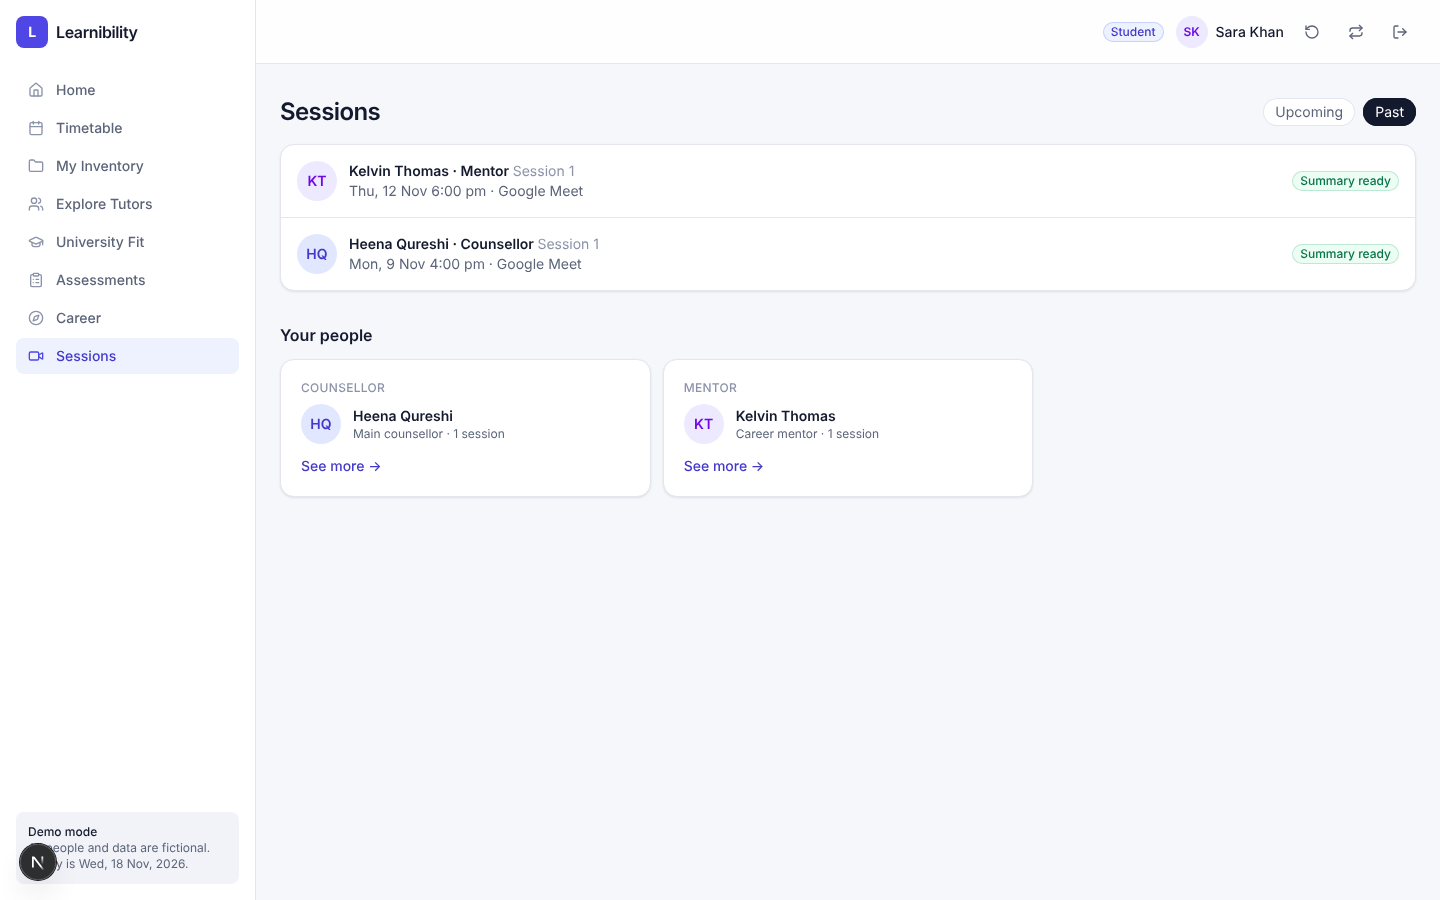 L Learnibility
Student SK Sara Khan
Home
Timetable
My Inventory
Explore Tutors
University Fit
Assessments
Career
Sessions
Sessions
Upcoming Past
KT
Kelvin Thomas · Mentor Session 1
Thu, 12 Nov 6:00 pm · Google Meet
Summary ready
HQ
Heena Qureshi · Counsellor Session 1
Mon, 9 Nov 4:00 pm · Google Meet
Summary ready
Your people
COUNSELLOR
HQ
Heena Qureshi
Main counsellor · 1 session
See more →
MENTOR
KT
Kelvin Thomas
Career mentor · 1 session
See more →
Demo mode
people and data are fictional.
is Wed, 18 Nov, 2026.
N